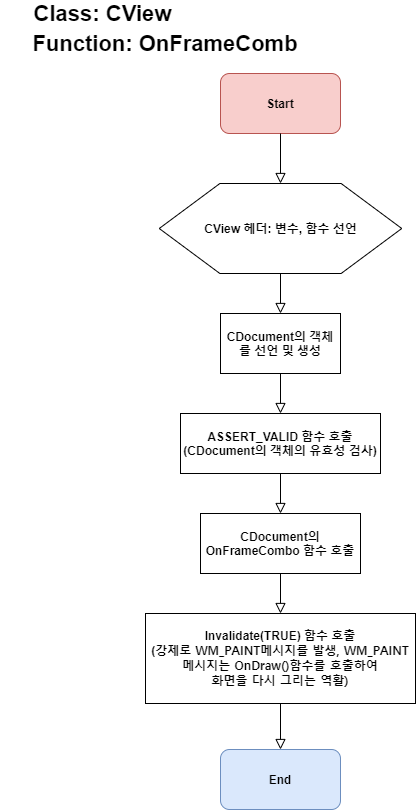 Class: CView
Function: OnFrameComb
Start
CView 헤더: 변수, 함수 선언
CDocument의 객체
를 선언 및 생성
ASSERT_VALID 함수 호출
(CDocument의 객체의 유효성 검사)
CDocument의
OnFrameCombo 함수 호출
Invalidate(TRUE) 함수 호출
(강제로 WM_PAINT메시지를 발생, WM_PAINT
메시지는 OnDraw()함수를 호출하여
화면을 다시 그리는 역활)
End